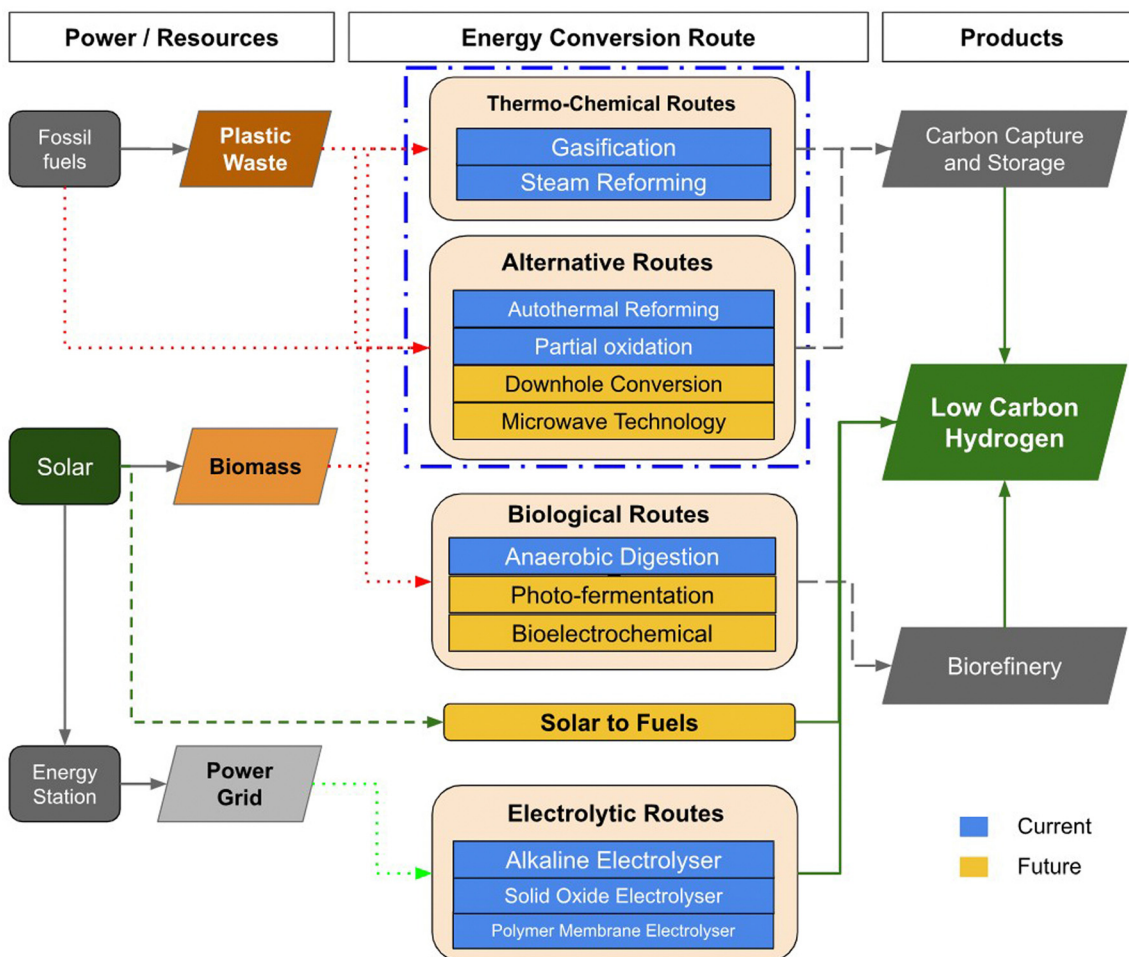 Power / Resources
Energy Conversion Route
Products
Fossil
fuels
Plastic
Waste
Thermo-Chemical Routes
Gasification
Steam Reforming
Carbon Capture
and Storage
Alternative Routes
Autothermal Reforming
Partial oxidation
Downhole Conversion
Microwave Technology
Low Carbon
Hydrogen
Solar
Biomass
Biological Routes
Anaerobic Digestion
Photo-fermentation
Bioelectrochemical
Biorefinery
Solar to Fuels
Energy
Station
Power
Grid
Electrolytic Routes
Alkaline Electrolyser
Solid Oxide Electrolyser
Polymer Membrane Electrolyser
Current
Future